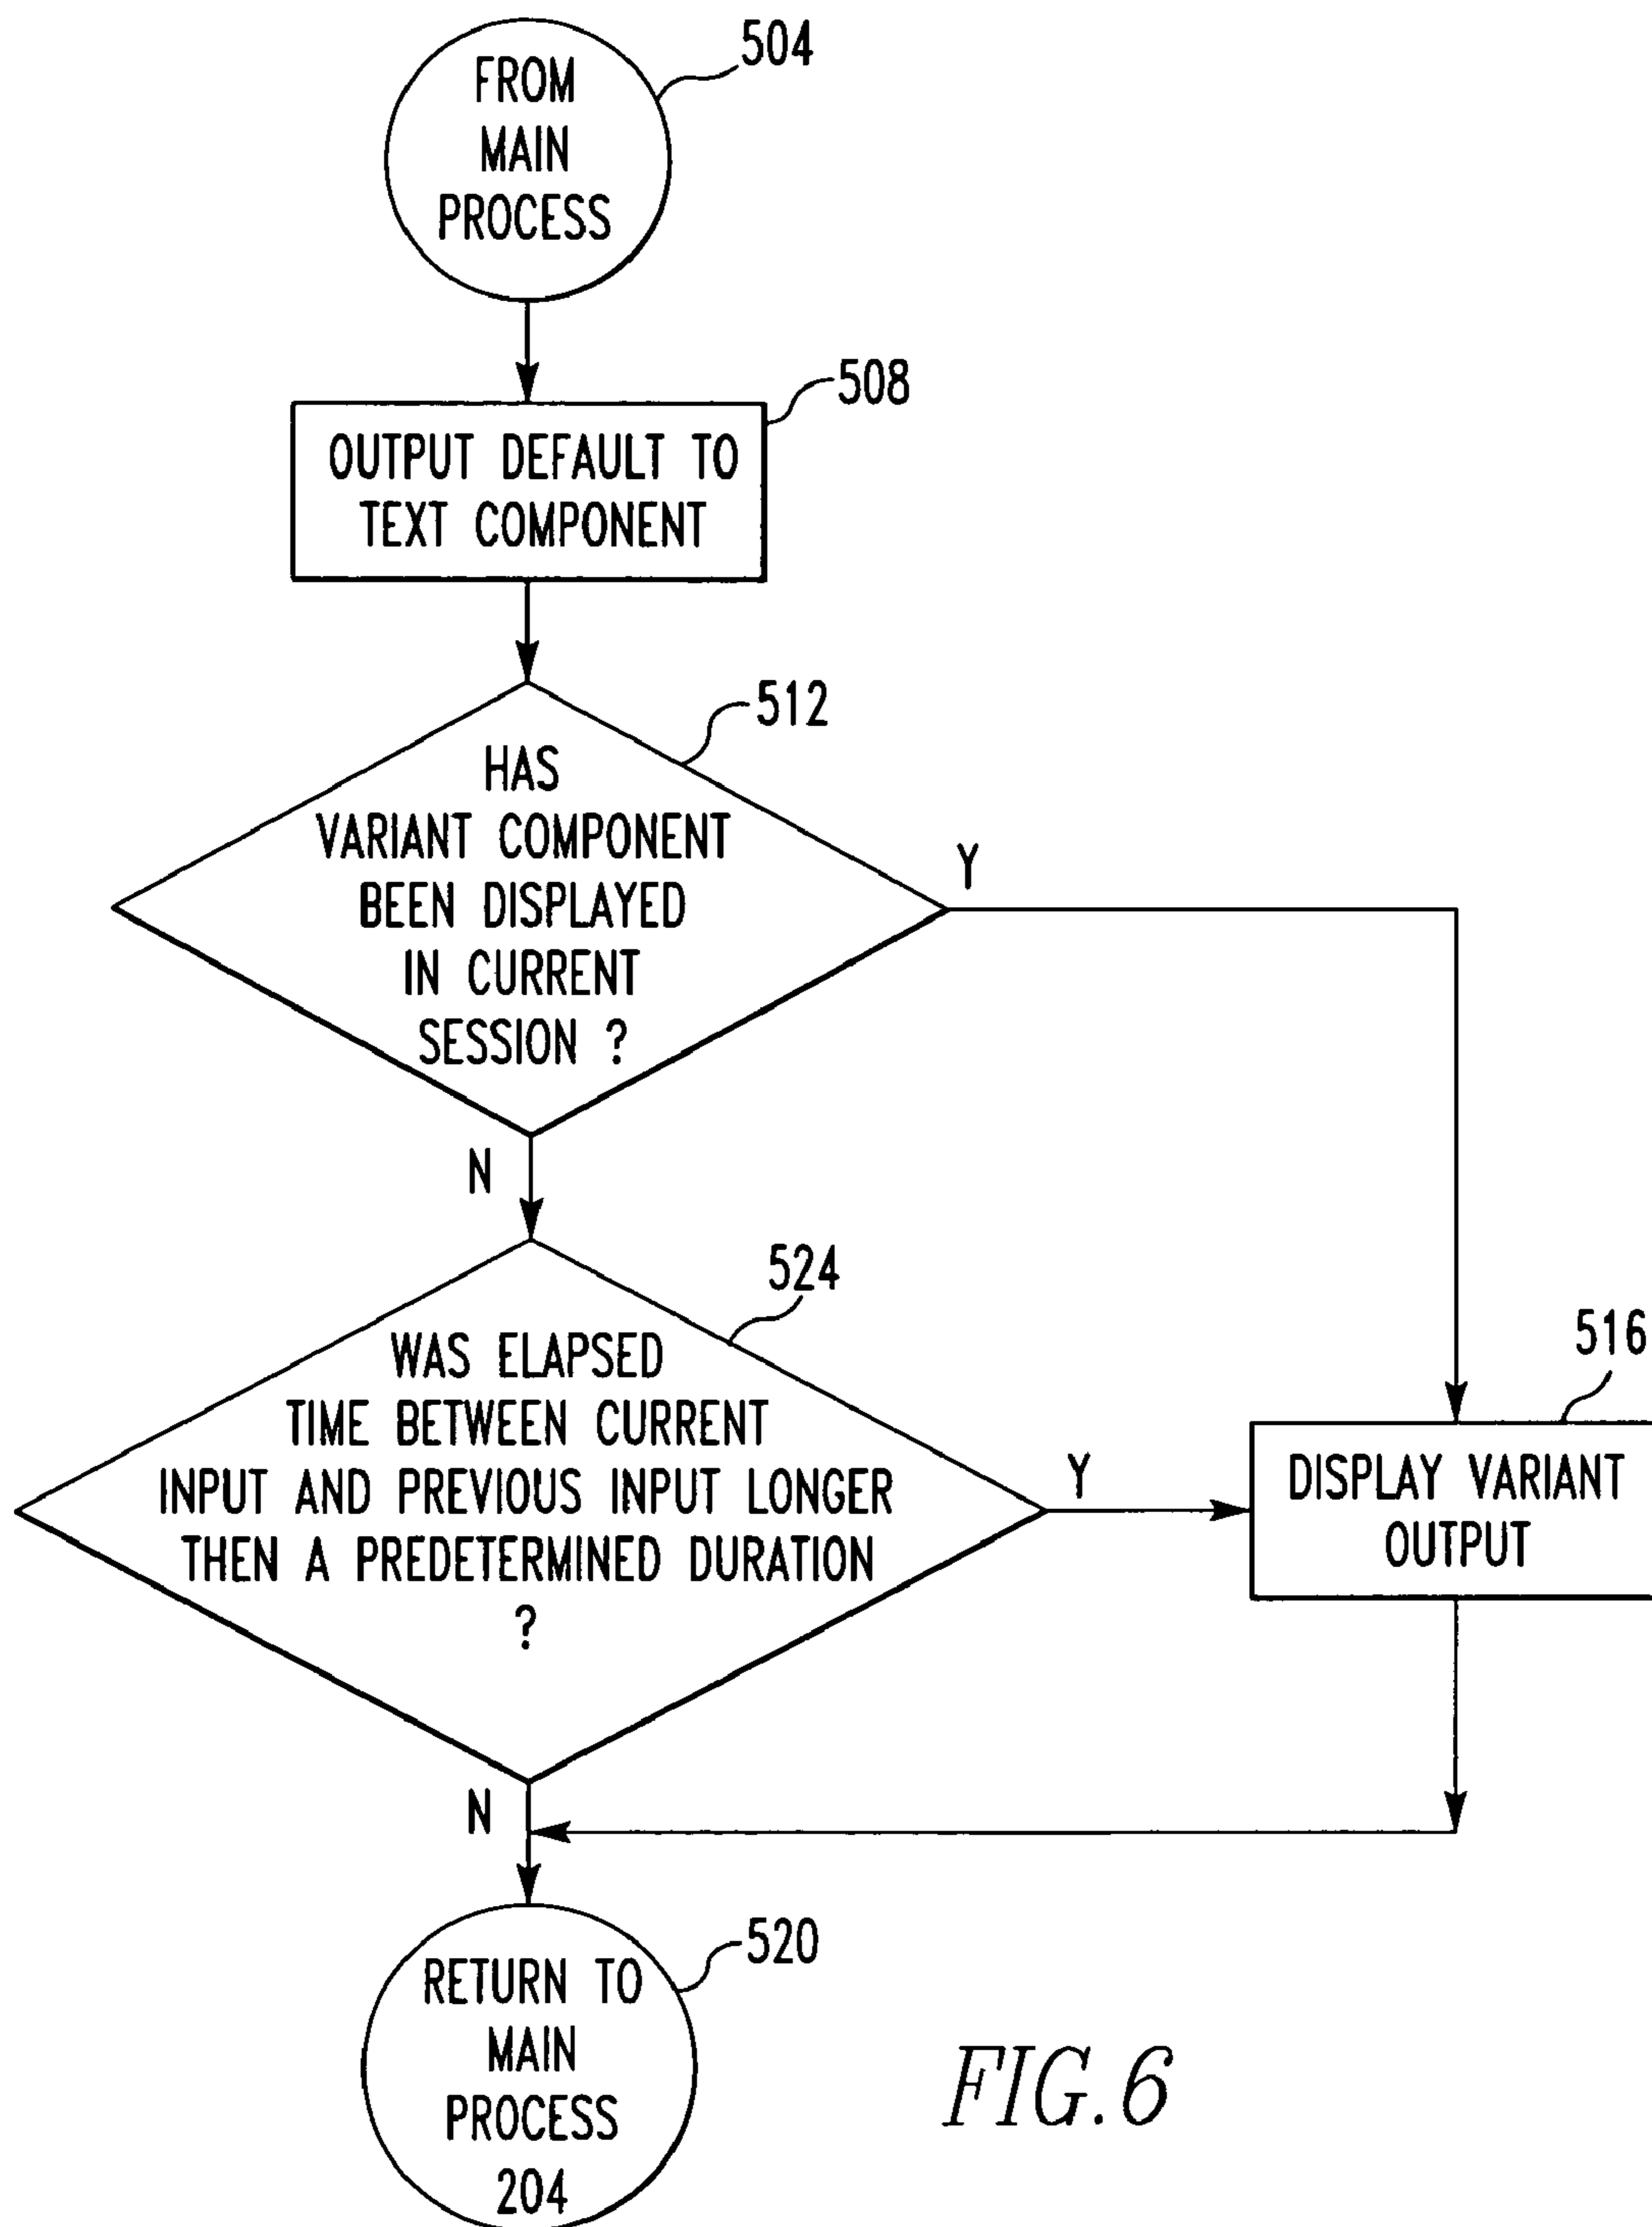 504
FROM
MAIN
PROCESS
508
OUTPUT DEFAULT TO
TEXT COMPONENT
512
HAS
VARIANT COMPONENT
BEEN DISPLAYED
IN CURRENT
SESSION ?
Y
N
524
WAS ELAPSED
TIME BETWEEN CURRENT
INPUT AND PREVIOUS INPUT LONGER
THEN A PREDETERMINED DURATION
?
Y
516
DISPLAY VARIANT
OUTPUT
N
520
RETURN TO
MAIN
PROCESS
204
FIG.6